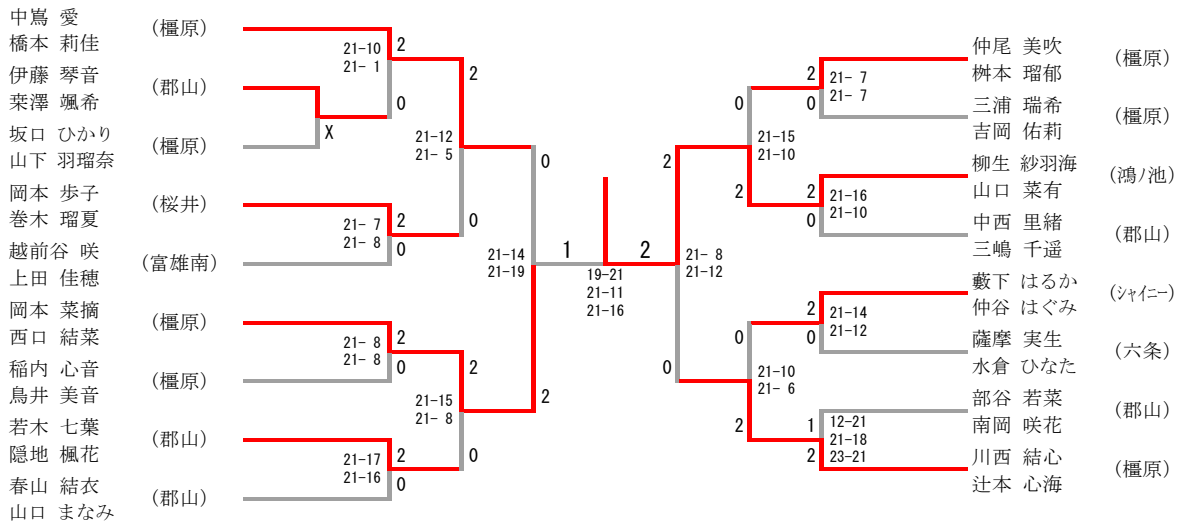 中嶌 愛
橋本 莉佳
(橿原)
伊藤 琴音
桒澤 颯希
(郡山)
坂口 ひかり
山下 羽瑠奈
(橿原)
岡本 歩子
巻木 瑠夏
(桜井)
越前谷 咲
上田 佳穂
(富雄南)
岡本 菜摘
西口 結菜
(橿原)
稲内 心音
鳥井 美音
(橿原)
若木 七葉
隠地 楓花
(郡山)
春山 結衣
山口 まなみ
(郡山)
21-10
21- 1
2
0
X
21- 7
21- 8
2
0
21-12
21- 5
2
0
21- 8
21- 8
2
0
21-17
21-16
2
0
21-15
21- 8
2
0
21-14
21-19
0
2
1
2
19-21
21-11
21-16
21- 8
21-12
2
0
21-15
21-10
0
2
21-10
21- 6
0
2
2
0
21- 7
21- 7
2
0
21-16
21-10
2
0
21-14
21-12
1
2
12-21
21-18
23-21
仲尾 美吹
桝本 瑠郁
(橿原)
三浦 瑞希
吉岡 佑莉
(橿原)
柳生 紗羽海
山口 菜有
(鴻ノ池)
中西 里緒
三嶋 千遥
(郡山)
藪下 はるか
仲谷 はぐみ
(シャイニー)
薩摩 実生
水倉 ひなた
(六条)
部谷 若菜
南岡 咲花
(郡山)
川西 結心
辻本 心海
(橿原)